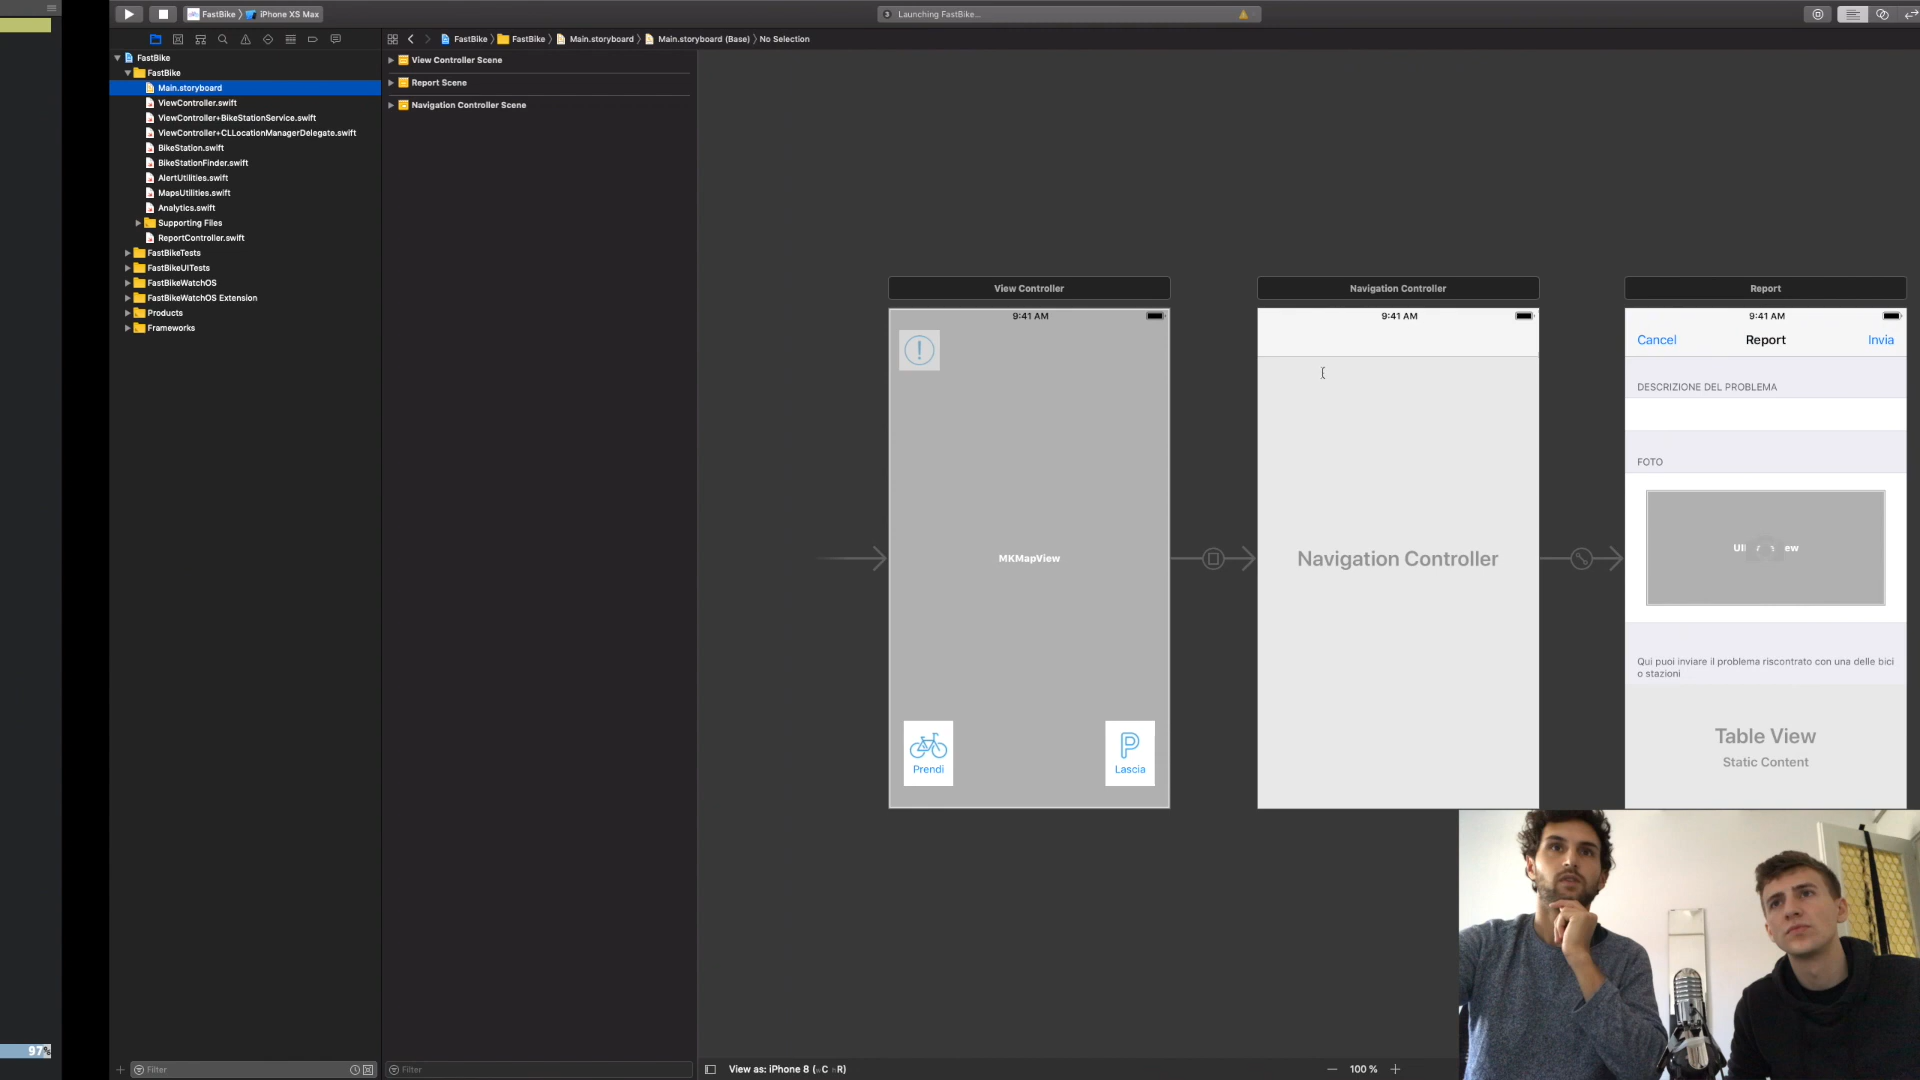 FastBike
iPhone XS Max
3
Launching FastBike...
FastBike
FastBike
Main.storyboard
Main.storyboard (Base)
No Selection
FastBike
FastBike
Main.storyboard
ViewController.swift
ViewController+BikeStationService.swift
ViewController+CLLocationManagerDelegate.swift
BikeStation.swift
BikeStationFinder.swift
AlertUtilities.swift
MapsUtilities.swift
Analytics.swift
Supporting Files
ReportController.swift
FastBikeTests
FastBikeUITests
FastBikeWatchOS
FastBikeWatchOS Extension
Products
Frameworks
View Controller Scene
Report Scene
Navigation Controller Scene
View Controller
9:41 AM
MKMapView
Prendi
P
Lascia
Navigation Controller
9:41 AM
Navigation Controller
Report
9:41 AM
Cancel
Report
Invia
DESCRIZIONE DEL PROBLEMA
FOTO
Qui puoi inviare il problema riscontrato con una delle bici
o stazioni
Table View
Static Content
97%
Filter
Filter
View as: iPhone 8 (wC hR)
100 %